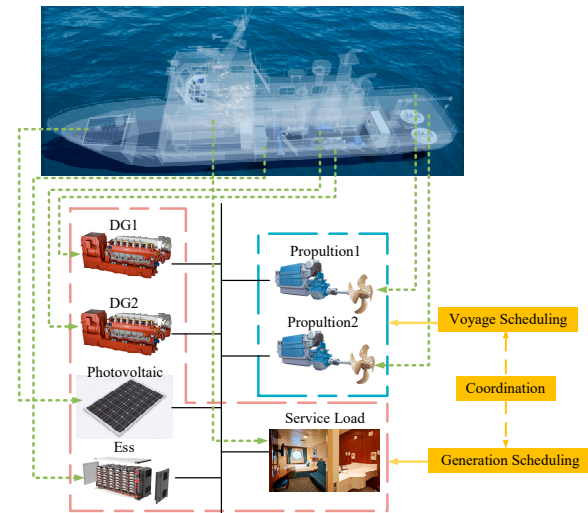 DG1
Propultion1
DG2
Propultion2
Voyage Scheduling
Photovoltaic
Coordination
Service Load
Ess
Generation Scheduling